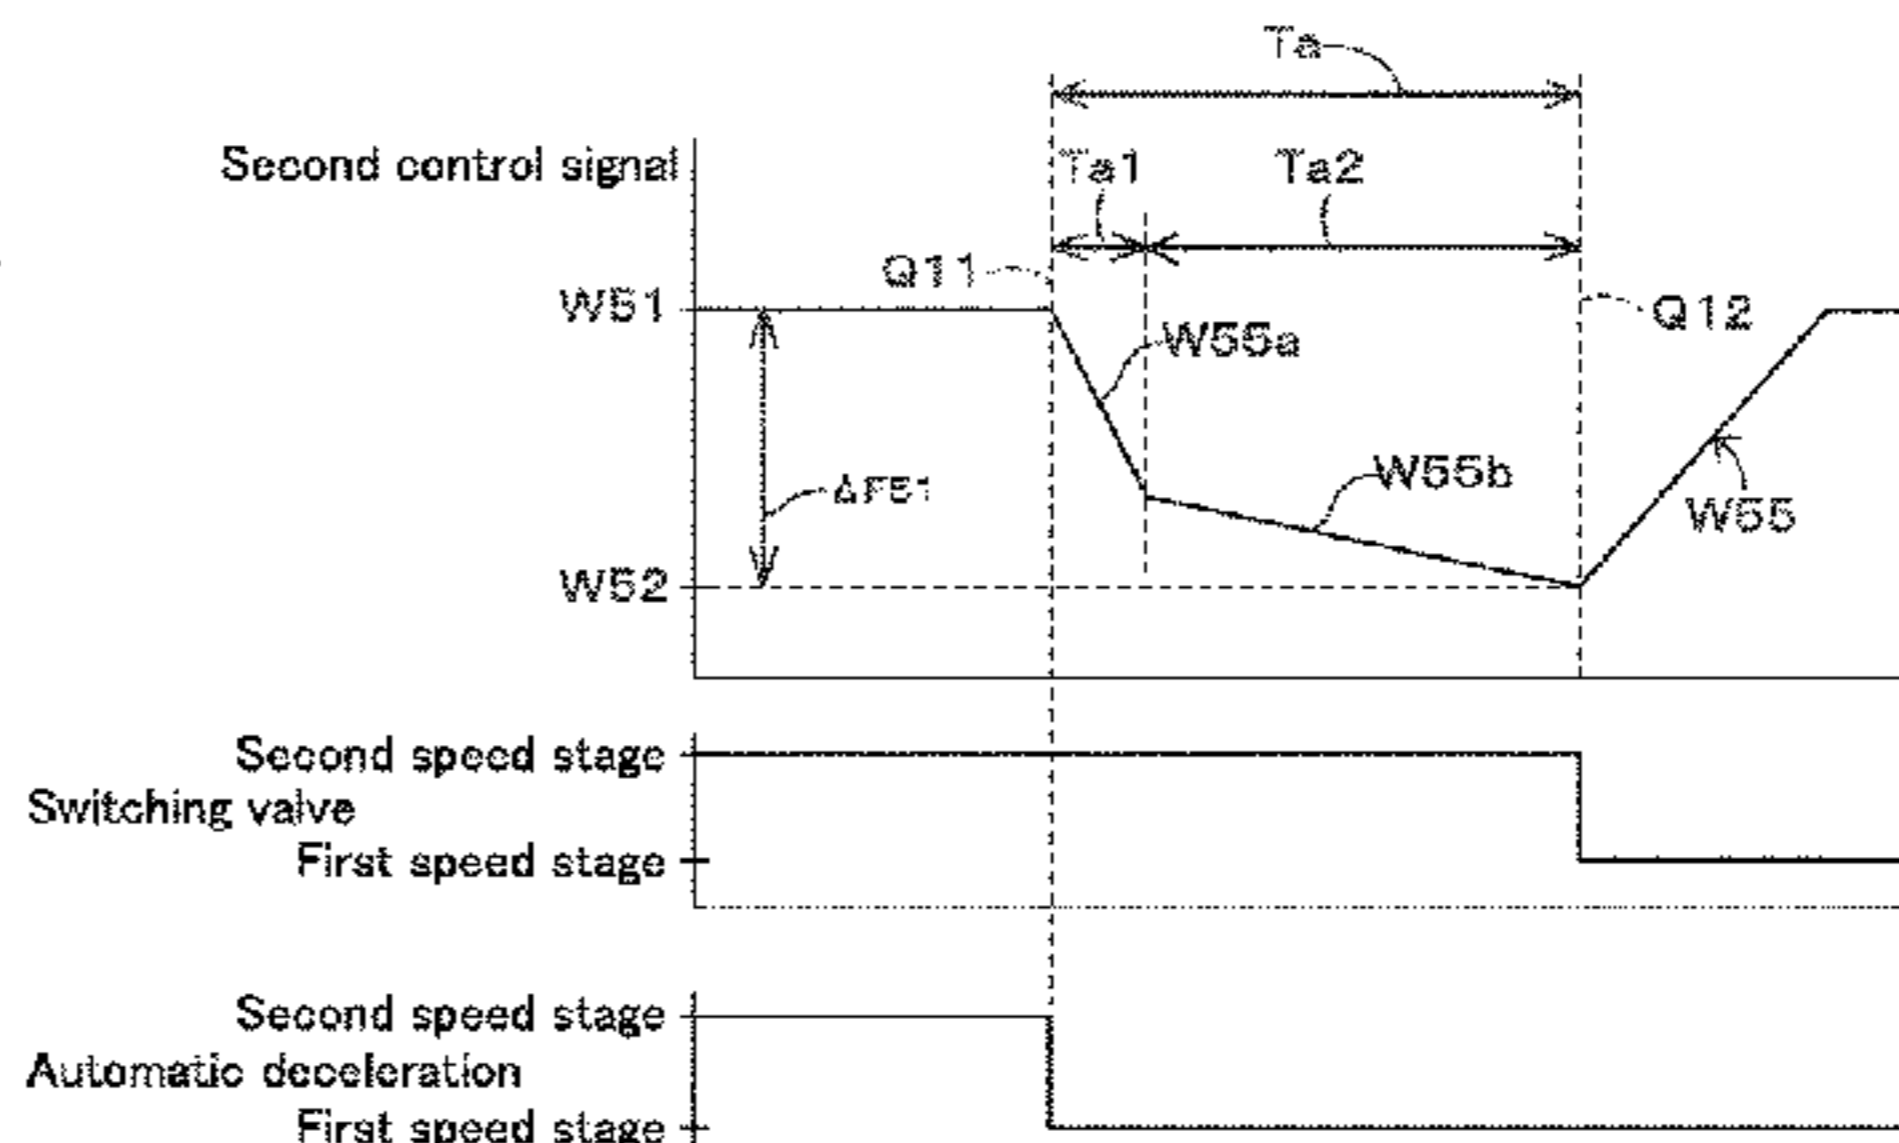 Ta
Second control signal
Ta1
Ta2
Q11
W51
Q12
W55a
W55b
ΔF51
W55
W52
Second speed stage
Switching valve
First speed stage
Second speed stage
Automatic deceleration
First speed stage